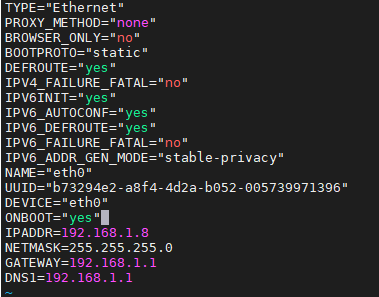 TYPE="Ethernet"
PROXY_METHOD="none"
BROWSER_ONLY="no"
BOOTPROTO="static"
DEFROUTE="yes"
IPV4_FAILURE_FATAL="no"
IPV6INIT="yes"
IPV6_AUTOCONF="yes"
IPV6_DEFROUTE="yes"
IPV6_FAILURE_FATAL="no"
IPV6_ADDR_GEN_MODE="stable-privacy"
NAME="eth0"
UUID="b73294e2-a8f4-4d2a-b052-005739971396"
DEVICE="eth0"
ONBOOT="yes"
IPADDR=192.168.1.8
NETMASK=255.255.255.0
GATEWAY=192.168.1.1
DNS1=192.168.1.1
~